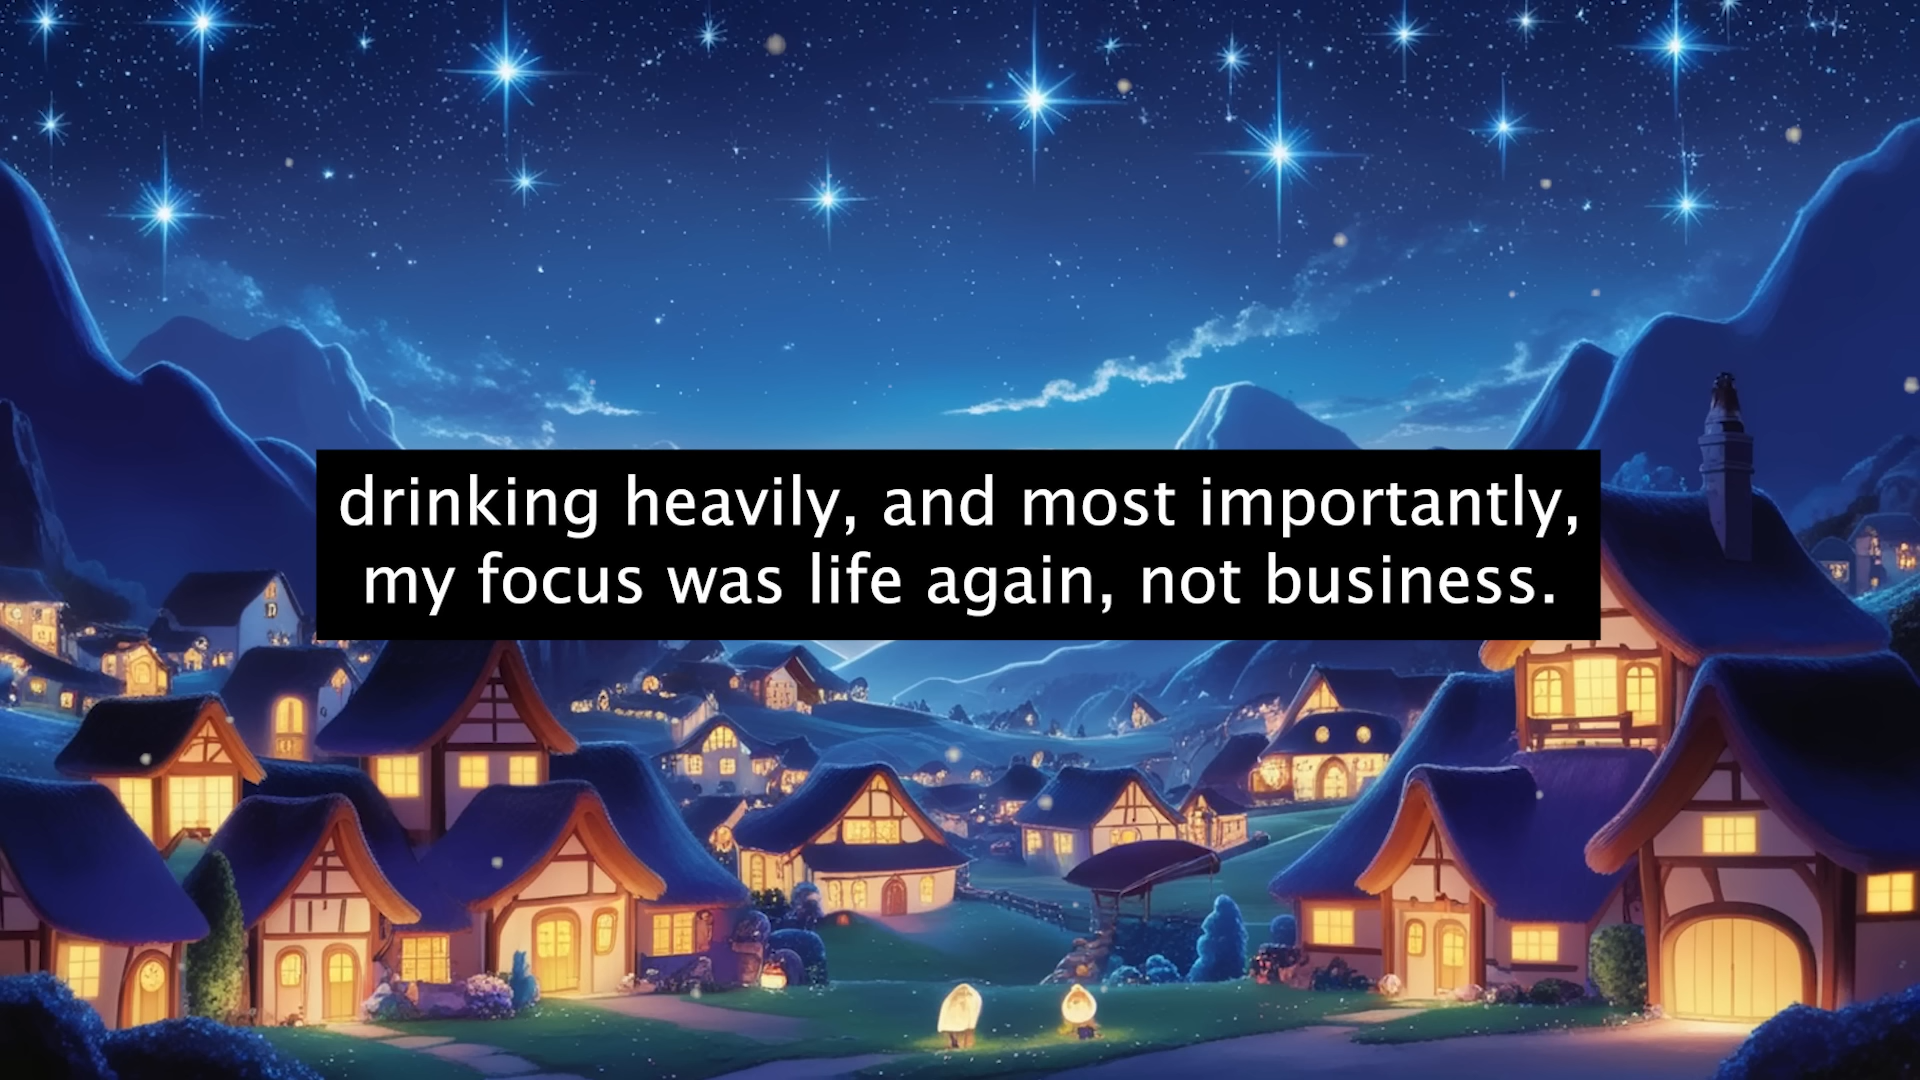 drinking heavily, and most importantly,
my focus was life again, not business.